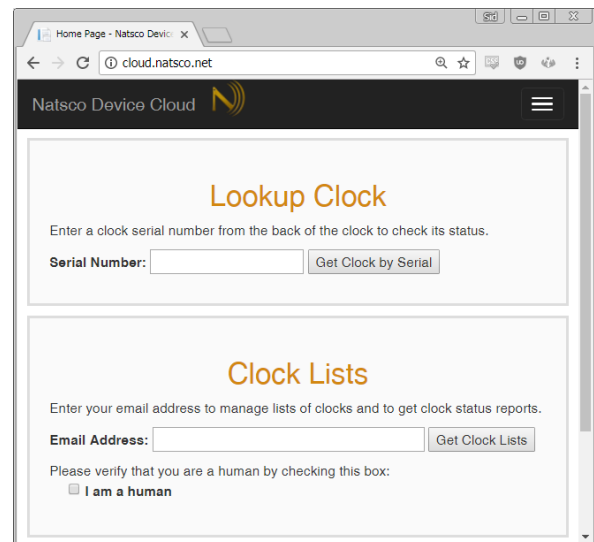 Sid
Home Page - Natsco Devic
cloud.natsco.net
Natsco Device Cloud
Lookup Clock
Enter a clock serial number from the back of the clock to check its status.
Serial Number: Get Clock by Serial
Clock Lists
Enter your email address to manage lists of clocks and to get clock status reports.
Email Address: Get Clock Lists
Please verify that you are a human by checking this box:
I am a human